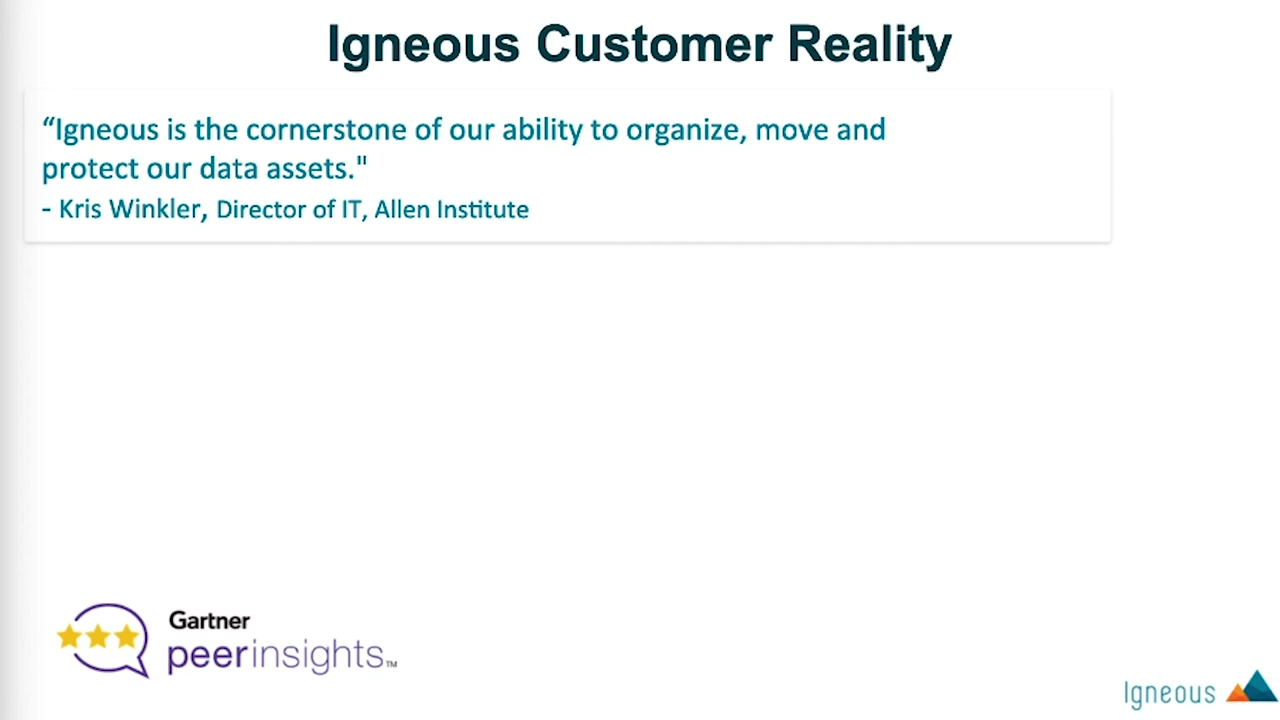 Igneous Customer Reality
“Igneous is the cornerstone of our ability to organize, move and
protect our data assets."
- Kris Winkler, Director of IT, Allen Institute
Gartner
peerinsights™
Igneous